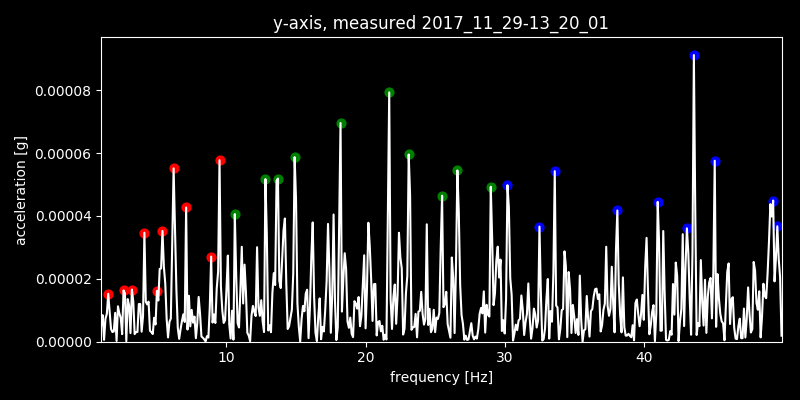 y-axis, measured 2017_11_29-13_20_01
0.00008
0.00006
0.00004
0.00002
0.00000
acceleration [g]
10 20 30 40
frequency [Hz]